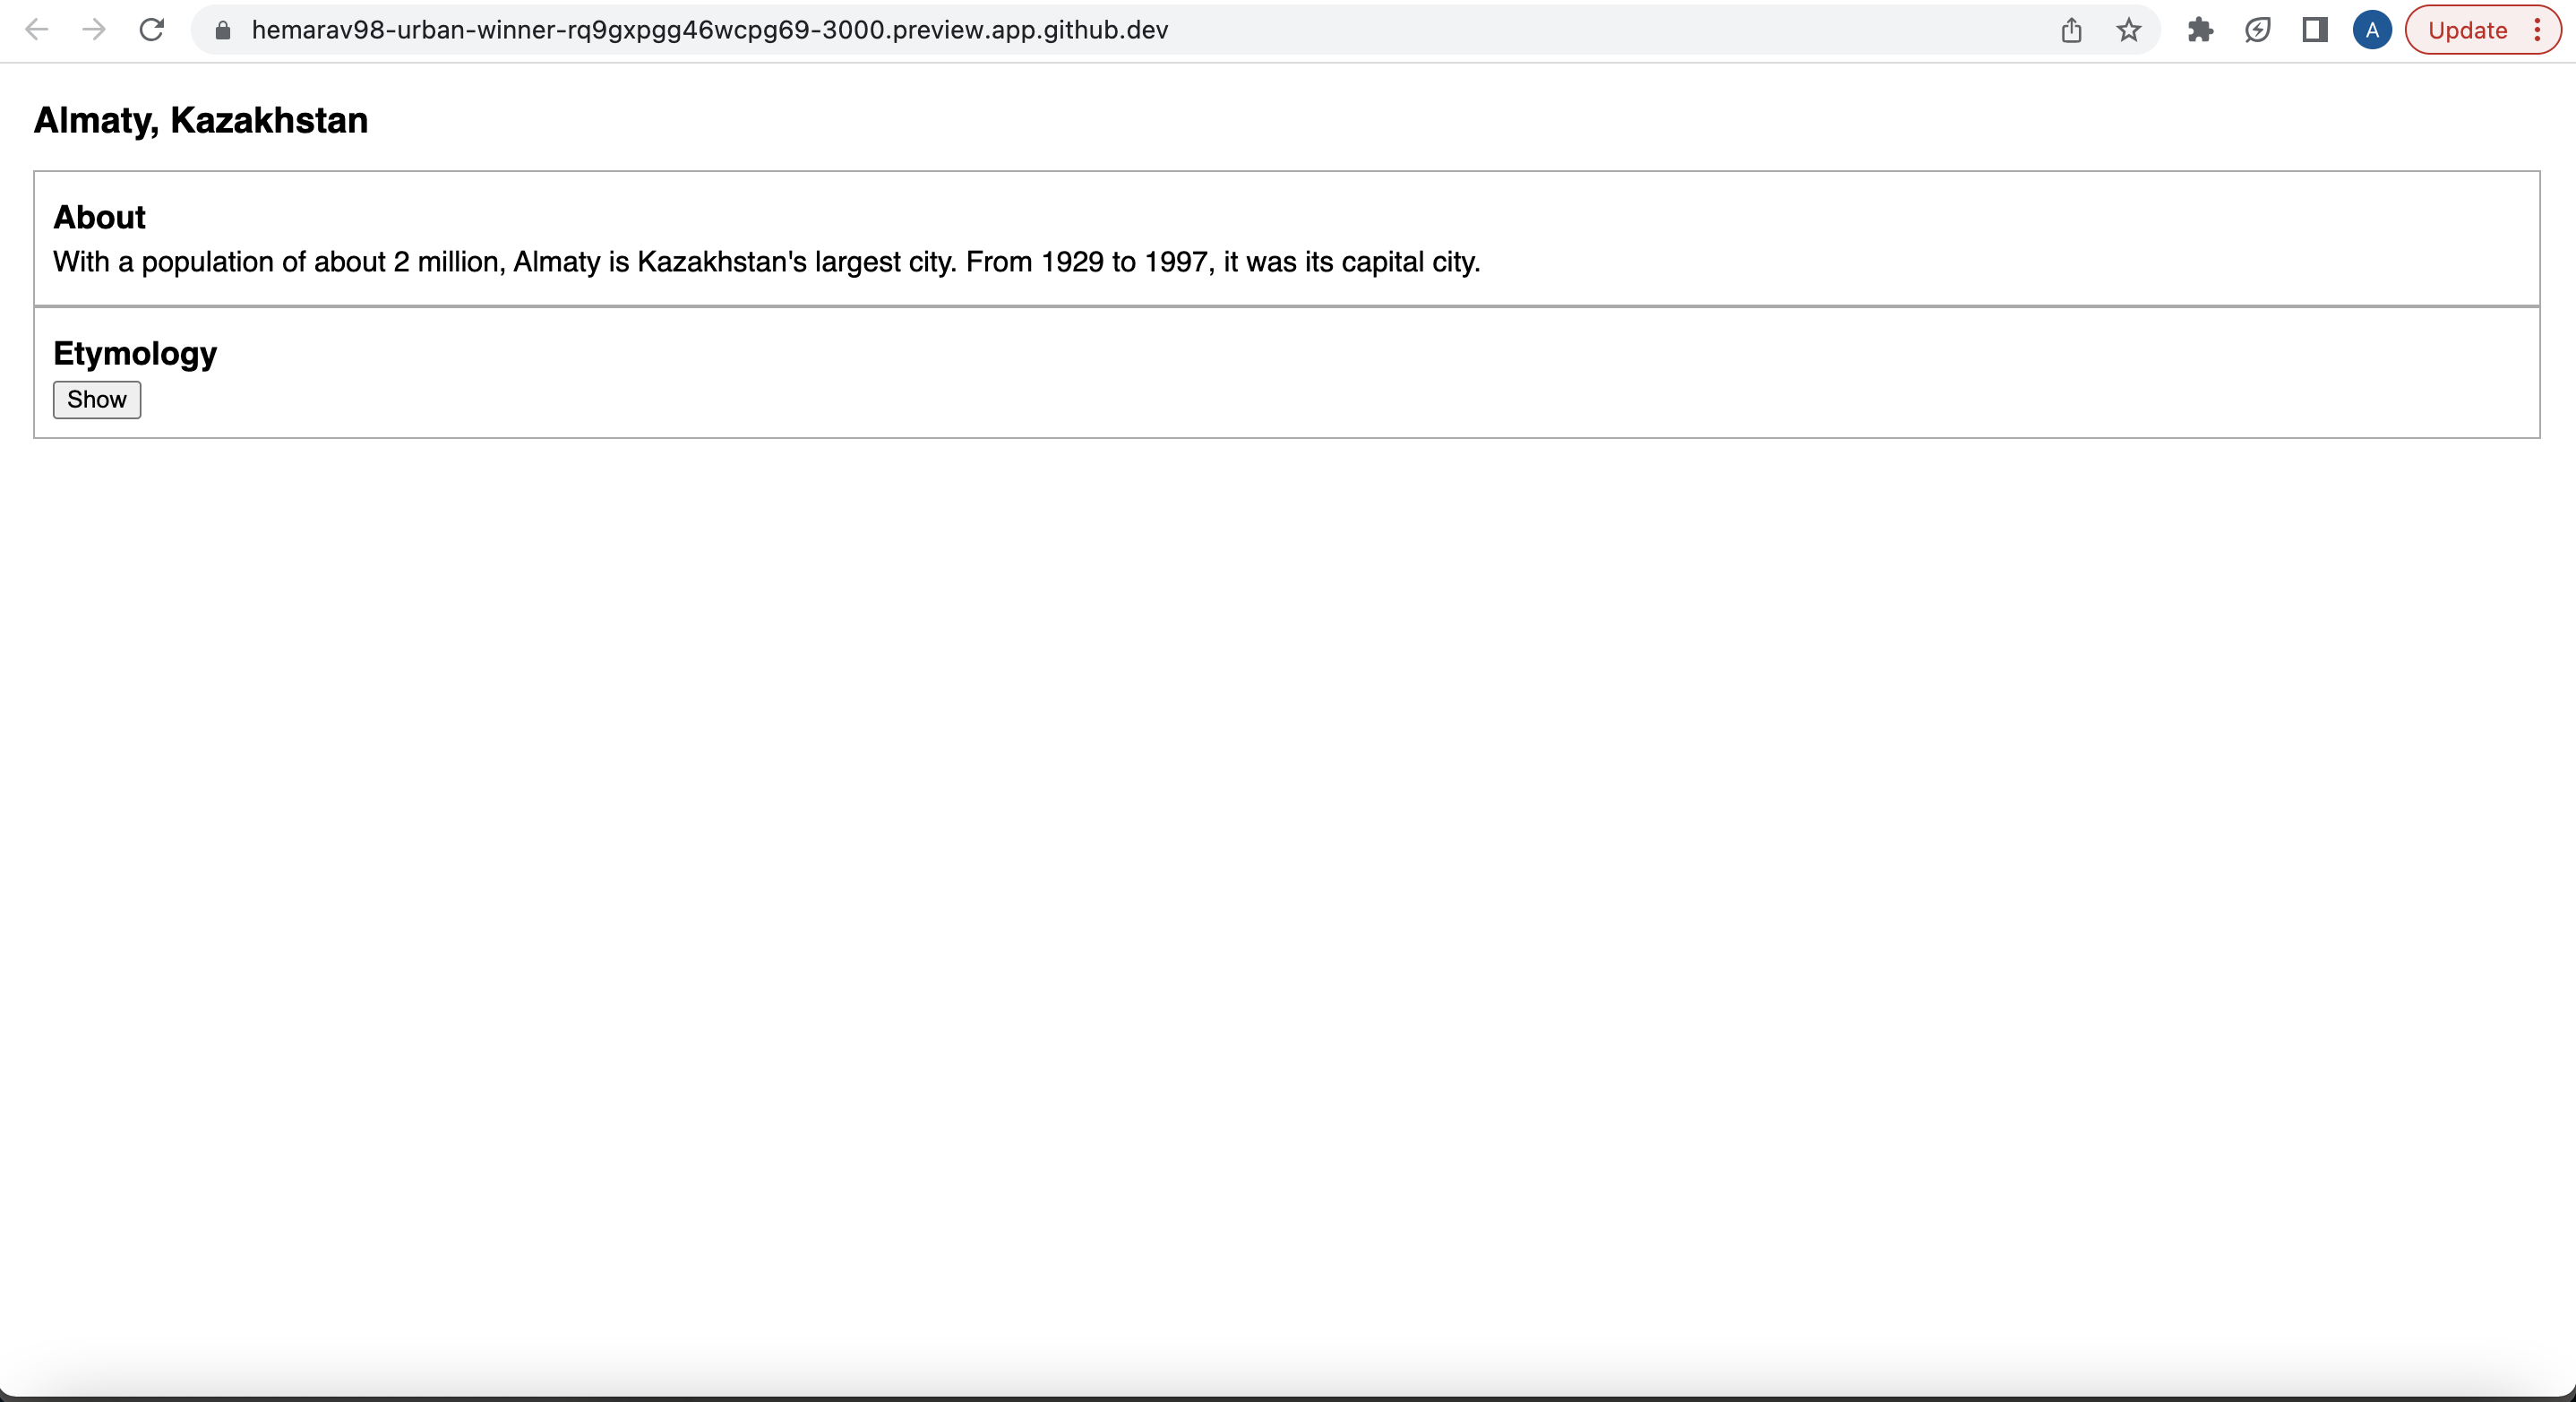 hemarav98-urban-winner-rq9gxpgg46wcpg69-3000.preview.app.github.dev
A
Update
Almaty, Kazakhstan
About
With a population of about 2 million, Almaty is Kazakhstan's largest city. From 1929 to 1997, it was its capital city.
Etymology
Show